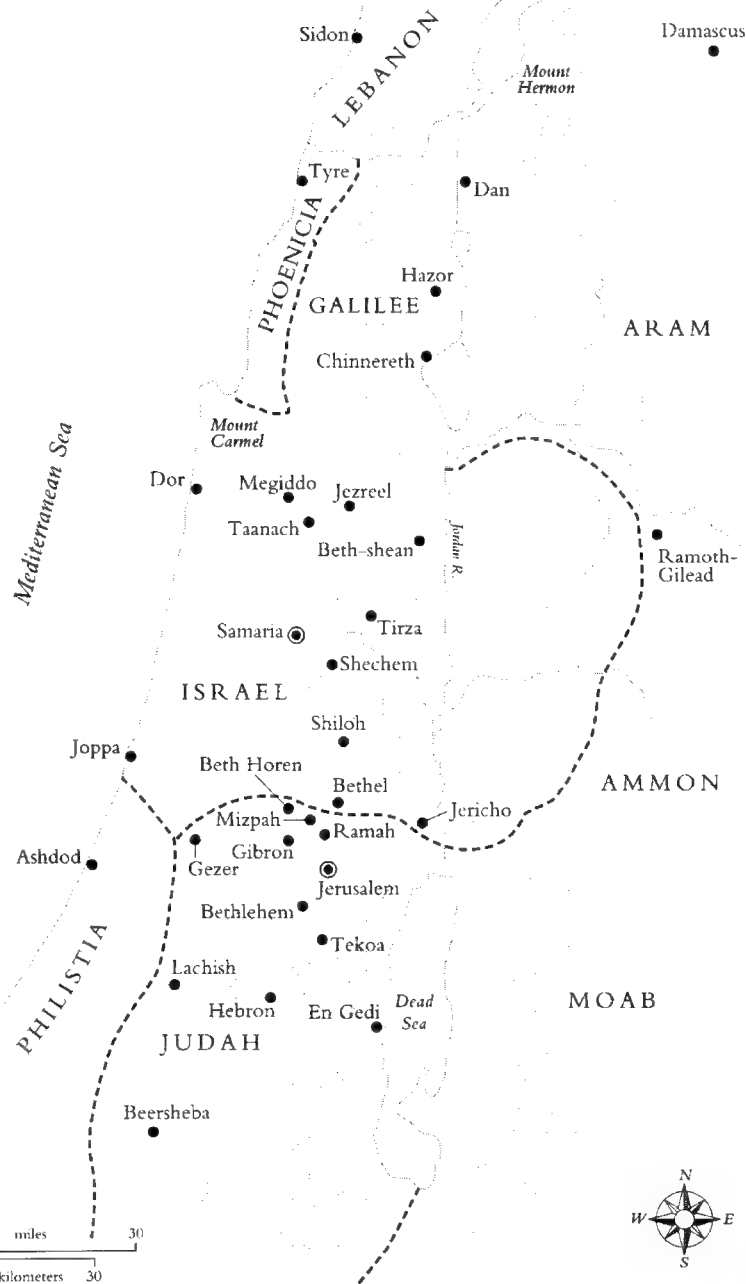 Sidon
LEBANON
Damascus
Mount
Hermon
Tyre
Dan
PHOENICIA
Hazor
GALILEE
ARAM
Chinnereth
Mount
Carmel
Mediterranean Sea
Dor
Megiddo
Jezreel
Taanach
Beth-shean
Jordan R.
Ramoth-
Gilead
Samaria
Tirza
Shechem
ISRAEL
Shiloh
Joppa
Beth Horen
Bethel
AMMON
Mizpah
Jericho
Ramah
Ashdod
Gezer
Gibron
Jerusalem
Bethlehem
Tekoa
PHILISTIA
Lachish
Hebron
En Gedi
Dead
Sea
MOAB
JUDAH
Beersheba
N
W E
S
miles 30
kilometers 30